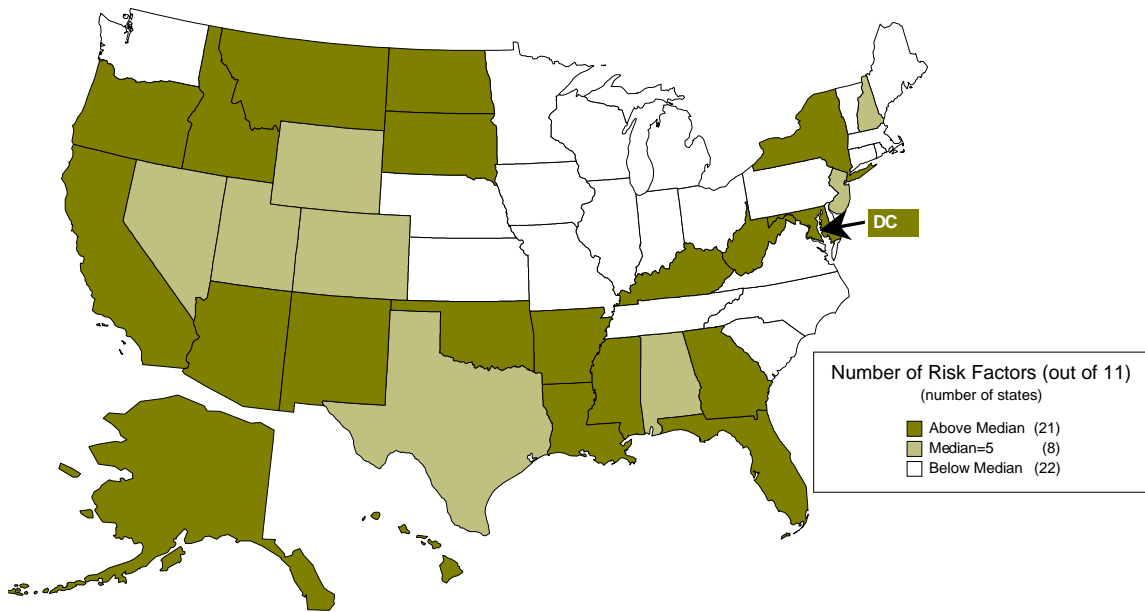 DC
Number of Risk Factors (out of 11)
(number of states)
Above Median (21)
Median=5 (8)
Below Median (22)